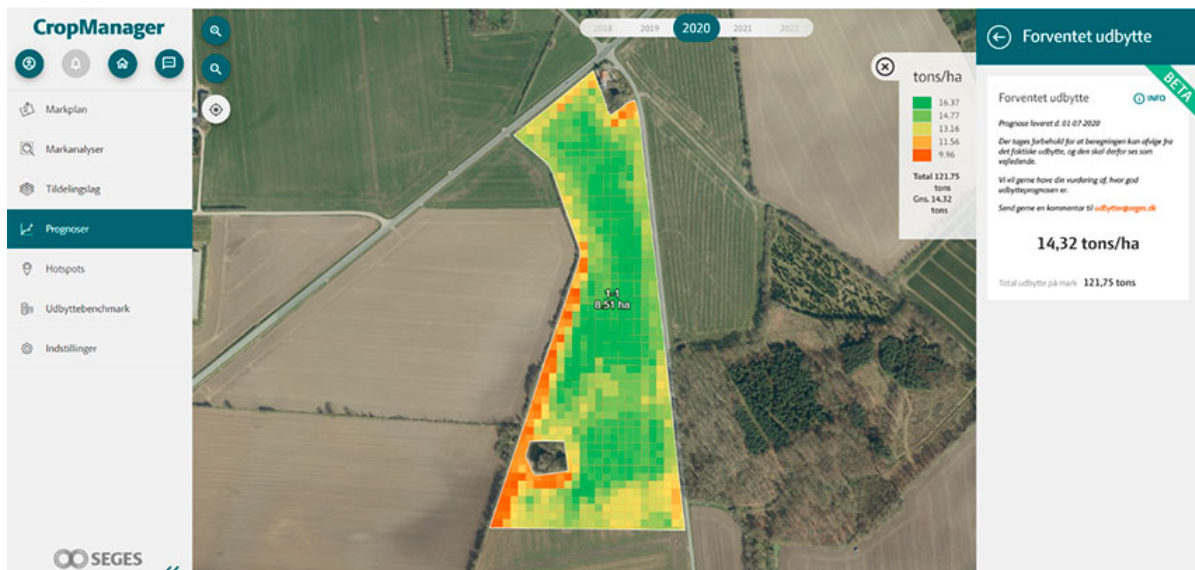 CropManager
Markplan
Markanalyser
Tildelingslag
Prognoser
Hotspots
Udbyttebenchmark
Indstillinger
SEGES
2018 2019 2020 2021 2022
1-1
8.51 ha
tons/ha
16.37
14.77
13.16
11.56
9.96
Total 121.75
tons
Gns. 14.32
tons
Forventet udbytte
BETA
Forventet udbytte
INFO
Prognose leveret d. 01-07-2020
Der tages forbehold for at beregningen kan afvige fra
det faktiske udbytte, og den skal derfor ses som
vejledende.
Vi vil gerne have din vurdering af, hvor god
udbytteprognosen er.
Send gerne en kommentar til udbytte@seges.dk
14,32 tons/ha
Total udbytte på mark 121,75 tons